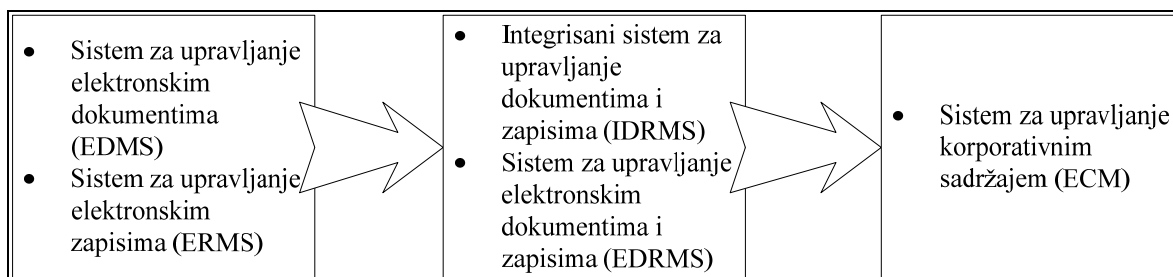 • Sistem za upravljanje
elektronskim
dokumentima
(EDMS)
• Sistem za upravljanje
elektronskim
zapisima (ERMS)
• Integrisani sistem za
upravljanje
dokumentima i
zapisima (IDRMS)
• Sistem za upravljanje
elektronskim
dokumentima i
zapisima (EDRMS)
• Sistem za upravljanje
korporativnim
sadržajem (ECM)